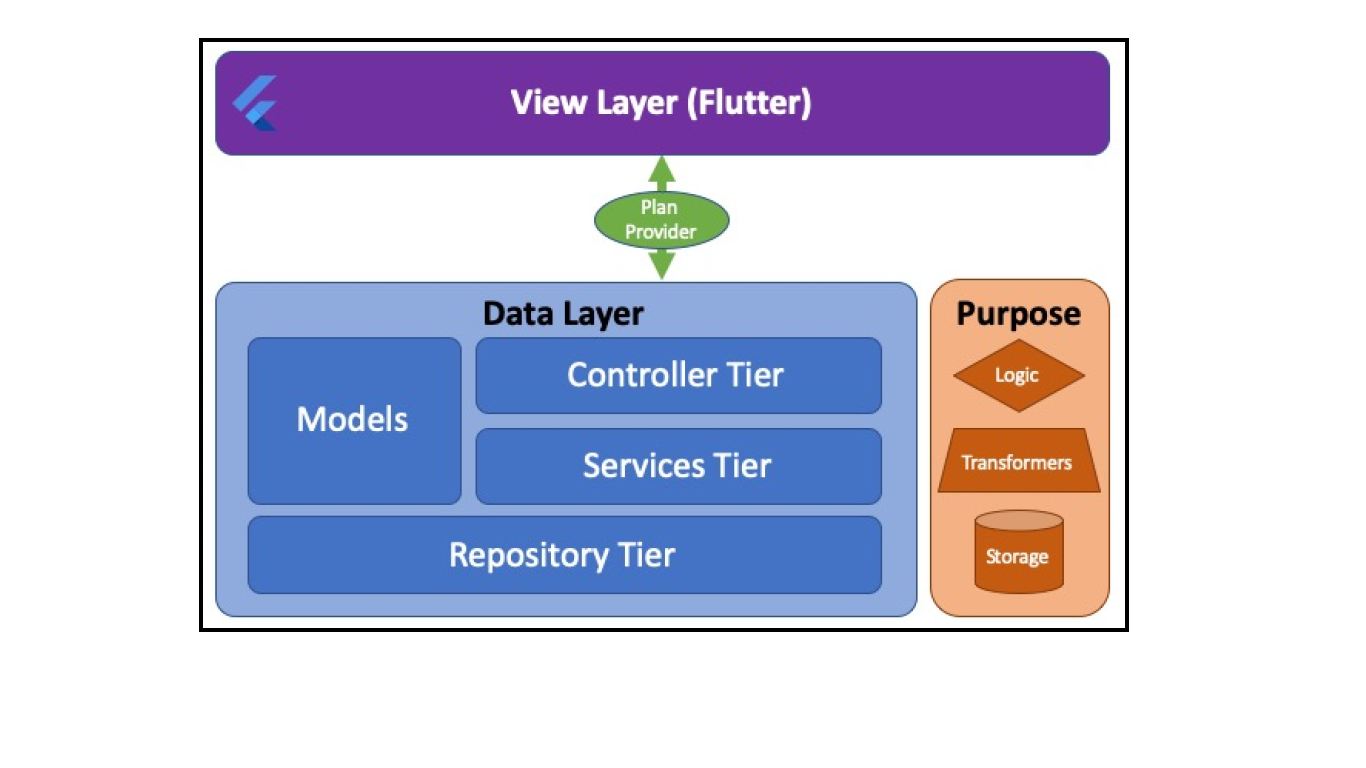 View Layer (Flutter)
Plan
Provider
Data Layer
Models
Controller Tier
Services Tier
Repository Tier
Purpose
Logic
Transformers
Storage